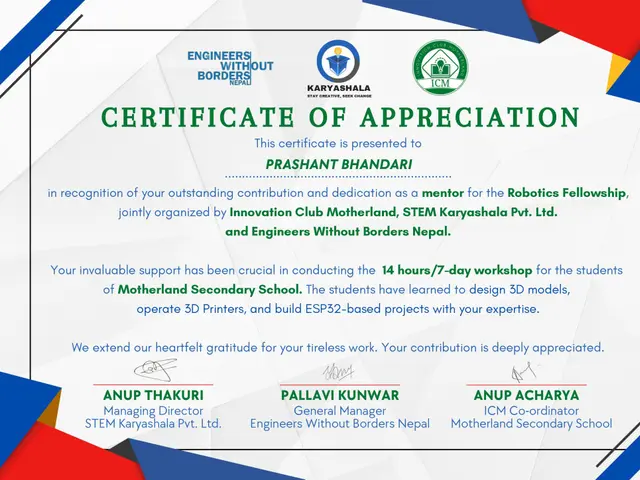 ENGINEERS
WITHOUT
BORDERS
NEPAL
KARYASHALA
STAY CREATIVE, SEEK CHANGE
ICM
CERTIFICATE OF APPRECIATION
This certificate is presented to
PRASHANT BHANDARI
in recognition of your outstanding contribution and dedication as a mentor for the Robotics Fellowship,
jointly organized by Innovation Club Motherland, STEM Karyashala Pvt. Ltd.
and Engineers Without Borders Nepal.
Your invaluable support has been crucial in conducting the 14 hours/7-day workshop for the students
of Motherland Secondary School. The students have learned to design 3D models,
operate 3D Printers, and build ESP32-based projects with your expertise.
We extend our heartfelt gratitude for your tireless work. Your contribution is deeply appreciated.
ANUP THAKURI
Managing Director
STEM Karyashala Pvt. Ltd.
PALLAVI KUNWAR
General Manager
Engineers Without Borders Nepal
ANUP ACHARYA
ICM Co-ordinator
Motherland Secondary School